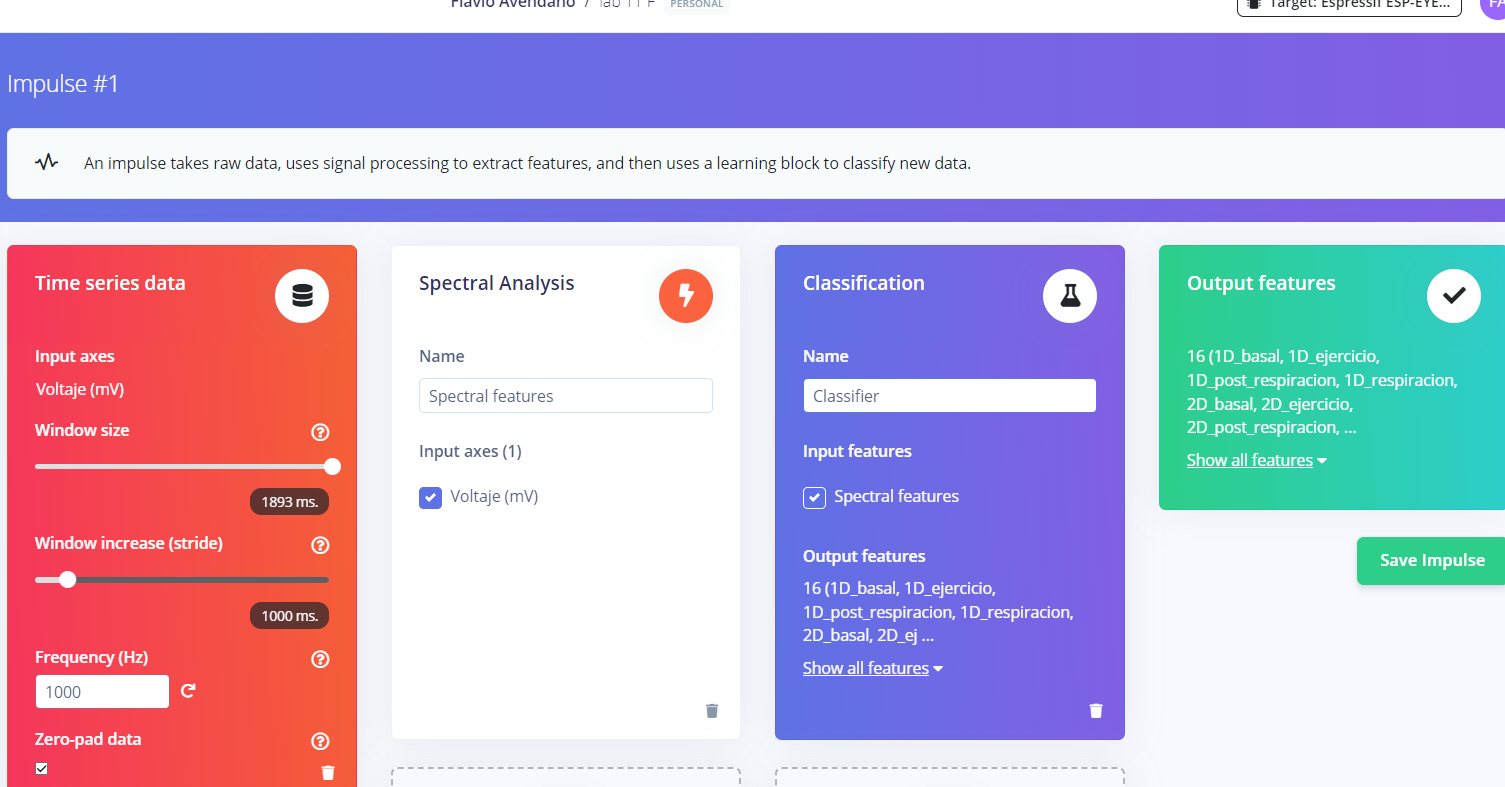 Flavio Avendaño / lab 11 F PERSONAL
Target: Espressif ESP-EYE...
FA
Impulse #1
An impulse takes raw data, uses signal processing to extract features, and then uses a learning block to classify new data.
Time series data
Input axes
Voltaje (mV)
Window size
1893 ms.
Window increase (stride)
1000 ms.
Frequency (Hz)
1000
Zero-pad data
Spectral Analysis
Name
Spectral features
Input axes (1)
Voltaje (mV)
Classification
Name
Classifier
Input features
Spectral features
Output features
16 (1D_basal, 1D_ejercicio,
1D_post_respiracion, 1D_respiracion,
2D_basal, 2D_ej ...
Show all features
Output features
16 (1D_basal, 1D_ejercicio,
1D_post_respiracion, 1D_respiracion,
2D_basal, 2D_ejercicio,
2D_post_respiracion, ...
Show all features
Save Impulse